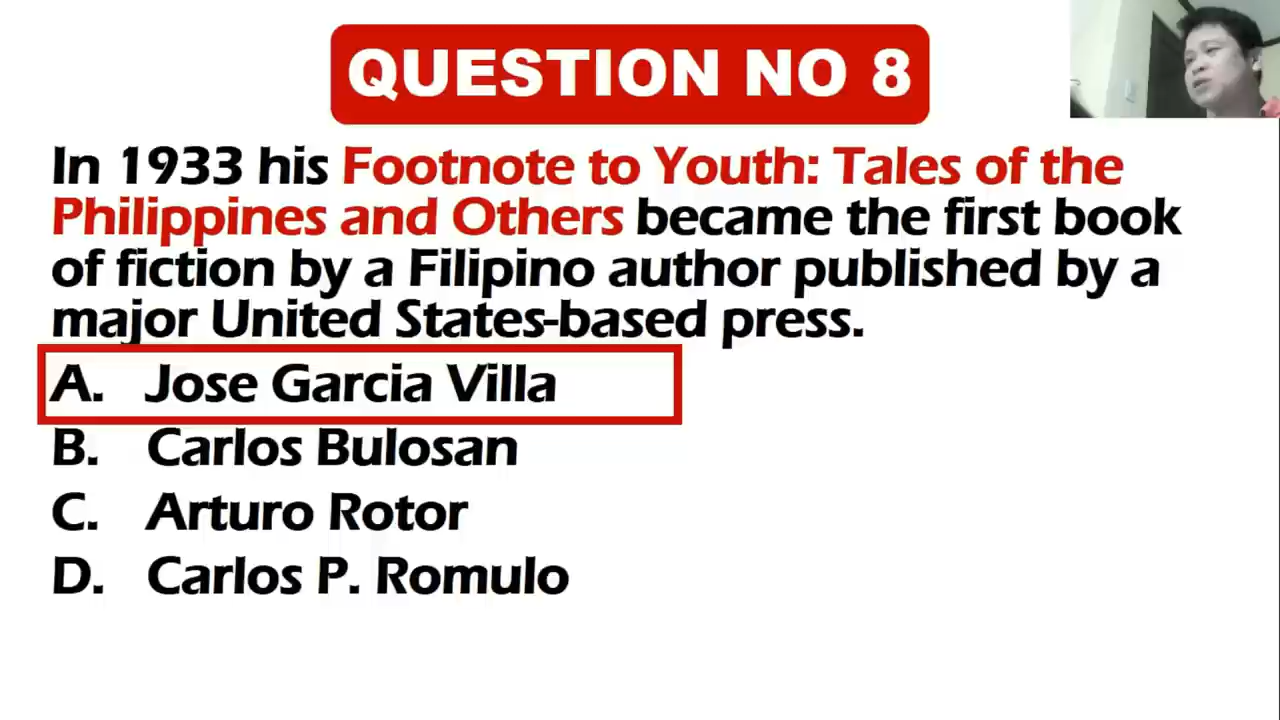 QUESTION NO 8
In 1933 his Footnote to Youth: Tales of the
Philippines and Others became the first book
of fiction by a Filipino author published by a
major United States-based press.
A. Jose Garcia Villa
B. Carlos Bulosan
C. Arturo Rotor
D. Carlos P. Romulo